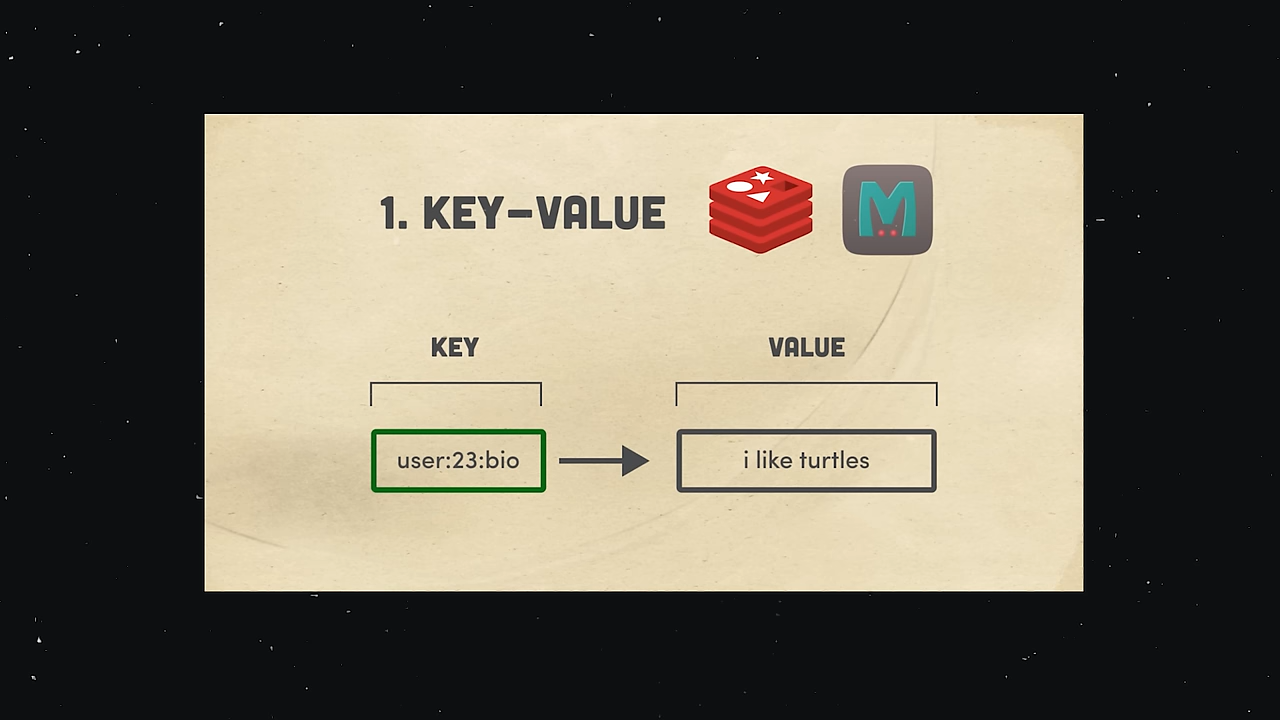 1. KEY-VALUE
KEY
VALUE
user:23:bio
i like turtles